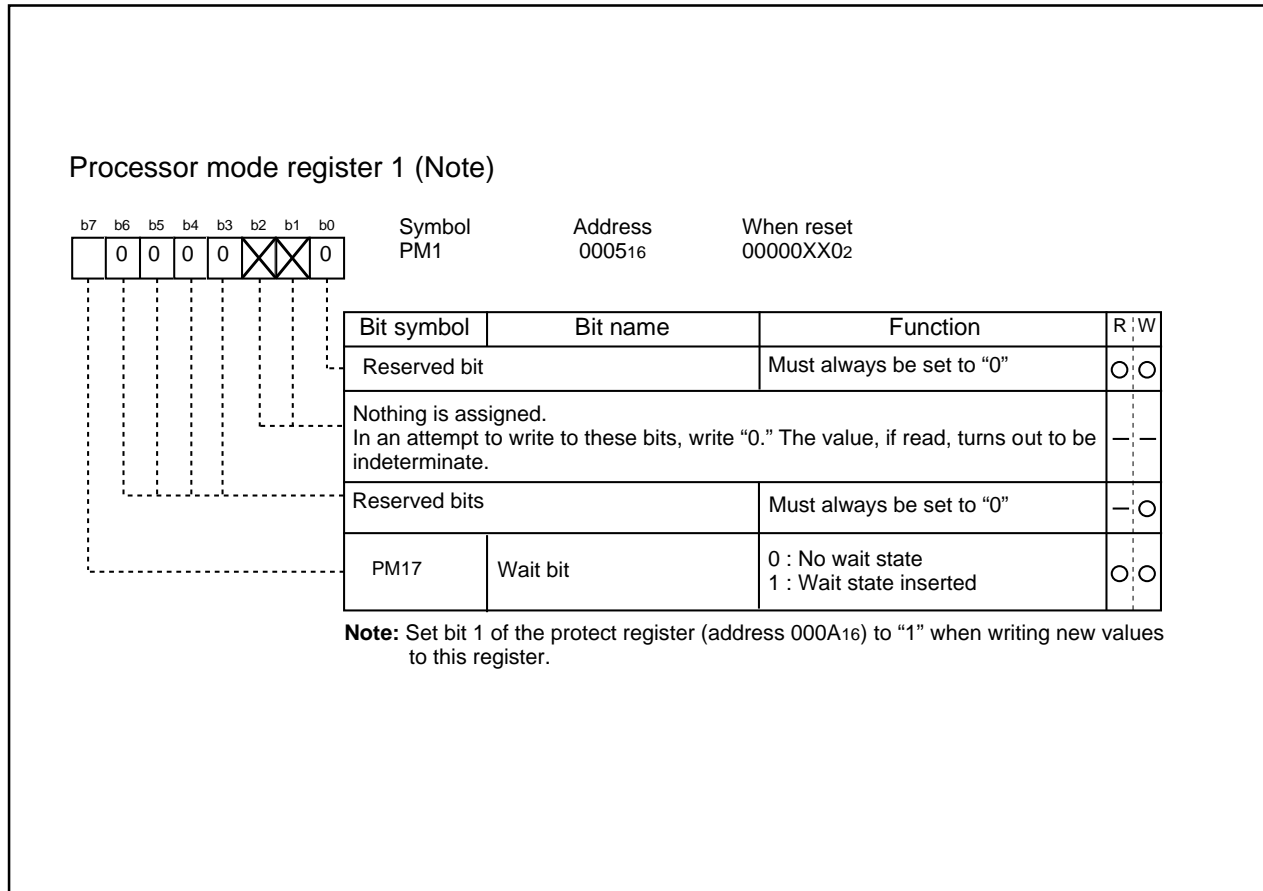 Processor mode register 1 (Note)
b7 b6 b5 b4 b3 b2 b1 b0
0 0 0 0 0
Symbol Address When reset
PM1 000516 00000XX02
Bit symbol Bit name Function R W
Reserved bit Must always be set to “0”
Nothing is assigned.
In an attempt to write to these bits, write “0.” The value, if read, turns out to be
indeterminate.
Reserved bits Must always be set to “0”
PM17 Wait bit 0 : No wait state
1 : Wait state inserted
Note: Set bit 1 of the protect register (address 000A16) to “1” when writing new values
to this register.